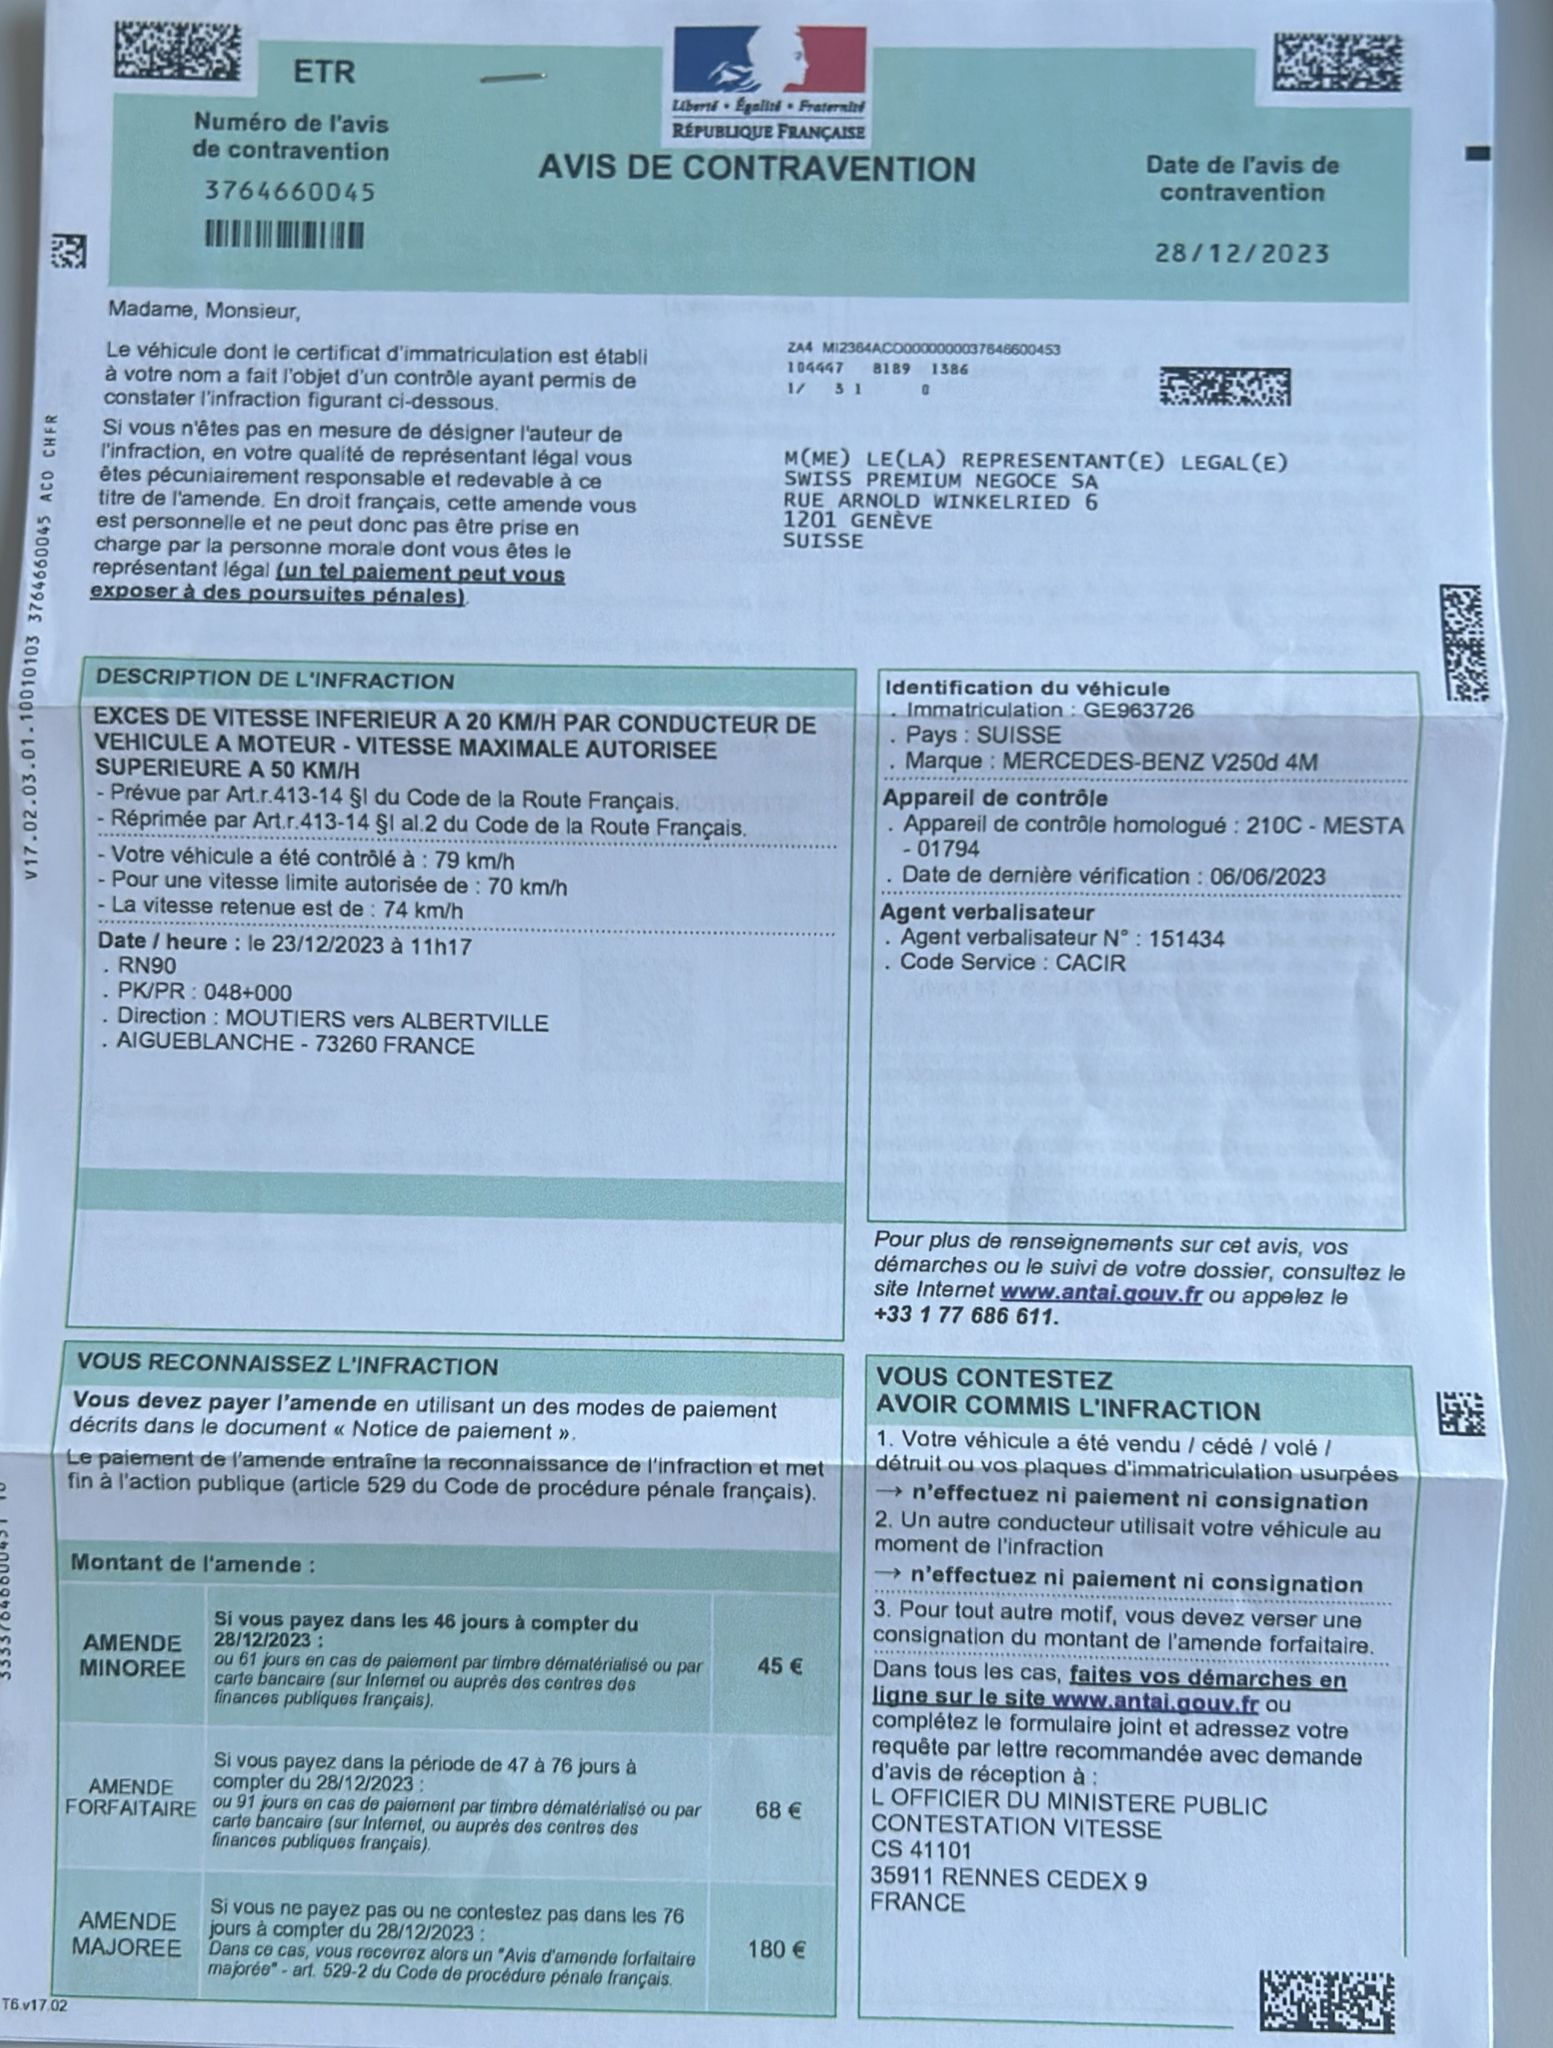 ETR
Numéro de l'avis
de contravention
3764660045
Liberté • Égalité • Fraternité
RÉPUBLIQUE FRANÇAISE
AVIS DE CONTRAVENTION
Date de l'avis de
contravention
28/12/2023
V17.02.03.01.10010103 3764660045 ACO CHFR
Madame, Monsieur,
Le véhicule dont le certificat d'immatriculation est établi
à votre nom a fait l'objet d'un contrôle ayant permis de
constater l'infraction figurant ci-dessous.
Si vous n'êtes pas en mesure de désigner l'auteur de
l'infraction, en votre qualité de représentant légal vous
êtes pécuniairement responsable et redevable à ce
titre de l'amende. En droit français, cette amende vous
est personnelle et ne peut donc pas être prise en
charge par la personne morale dont vous êtes le
représentant légal (un tel paiement peut vous
exposer à des poursuites pénales).
ZA4 MI2364ACO0000000037646600453
104447 8189 1386
1/ 31 0
M(ME) LE(LA) REPRESENTANT(E) LEGAL(E)
SWISS PREMIUM NEGOCE SA
RUE ARNOLD WINKELRIED 6
1201 GENÈVE
SUISSE
DESCRIPTION DE L'INFRACTION
EXCES DE VITESSE INFERIEUR A 20 KM/H PAR CONDUCTEUR DE
VEHICULE A MOTEUR - VITESSE MAXIMALE AUTORISEE
SUPERIEURE A 50 KM/H
- Prévue par Art.r.413-14 §I du Code de la Route Français.
- Réprimée par Art.r.413-14 §I al.2 du Code de la Route Français.
- Votre véhicule a été contrôlé à : 79 km/h
- Pour une vitesse limite autorisée de : 70 km/h
- La vitesse retenue est de : 74 km/h
Date / heure : le 23/12/2023 à 11h17
. RN90
. PK/PR : 048+000
. Direction : MOUTIERS vers ALBERTVILLE
. AIGUEBLANCHE - 73260 FRANCE
Identification du véhicule
. Immatriculation : GE963726
. Pays : SUISSE
. Marque : MERCEDES-BENZ V250d 4M
Appareil de contrôle
. Appareil de contrôle homologué : 210C - MESTA
- 01794
. Date de dernière vérification : 06/06/2023
Agent verbalisateur
. Agent verbalisateur N° : 151434
. Code Service : CACIR
Pour plus de renseignements sur cet avis, vos
démarches ou le suivi de votre dossier, consultez le
site Internet www.antai.gouv.fr ou appelez le
+33 1 77 686 611.
VOUS RECONNAISSEZ L'INFRACTION
Vous devez payer l'amende en utilisant un des modes de paiement
décrits dans le document « Notice de paiement ».
Le paiement de l'amende entraîne la reconnaissance de l'infraction et met
fin à l'action publique (article 529 du Code de procédure pénale français).
Montant de l'amende :
AMENDE
MINOREE
Si vous payez dans les 46 jours à compter du
28/12/2023 :
ou 61 jours en cas de paiement par timbre dématérialisé ou par
carte bancaire (sur Internet ou auprès des centres des
finances publiques français).
45 €
AMENDE
FORFAITAIRE
Si vous payez dans la période de 47 à 76 jours à
compter du 28/12/2023 :
ou 91 jours en cas de paiement par timbre dématérialisé ou par
carte bancaire (sur Internet, ou auprès des centres des
finances publiques français).
68 €
AMENDE
MAJOREE
Si vous ne payez pas ou ne contestez pas dans les 76
jours à compter du 28/12/2023 :
Dans ce cas, vous recevrez alors un "Avis d'amende forfaitaire
majorée" - art. 529-2 du Code de procédure pénale français.
180 €
VOUS CONTESTEZ
AVOIR COMMIS L'INFRACTION
1. Votre véhicule a été vendu / cédé / volé /
détruit ou vos plaques d'immatriculation usurpées
→ n'effectuez ni paiement ni consignation
2. Un autre conducteur utilisait votre véhicule au
moment de l'infraction
→ n'effectuez ni paiement ni consignation
3. Pour tout autre motif, vous devez verser une
consignation du montant de l'amende forfaitaire.
Dans tous les cas, faites vos démarches en
ligne sur le site www.antai.gouv.fr ou
complétez le formulaire joint et adressez votre
requête par lettre recommandée avec demande
d'avis de réception à :
L OFFICIER DU MINISTERE PUBLIC
CONTESTATION VITESSE
CS 41101
35911 RENNES CEDEX 9
FRANCE
T6.v17.02